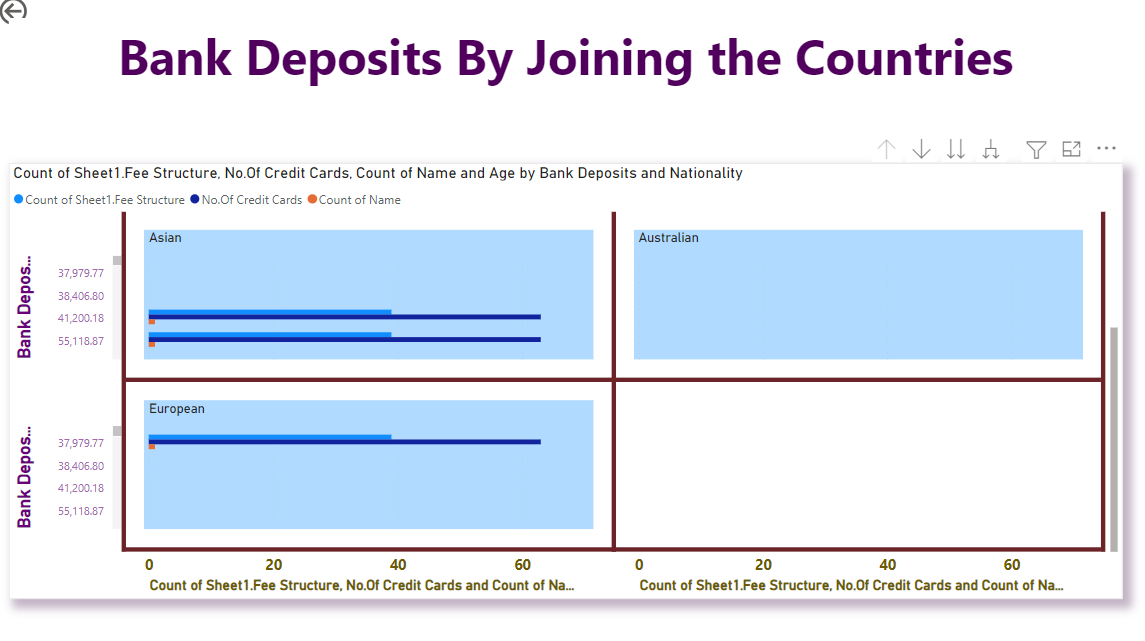 Bank Deposits By Joining the Countries
Count of Sheet1.Fee Structure, No.Of Credit Cards, Count of Name and Age by Bank Deposits and Nationality
Count of Sheet1.Fee Structure No.Of Credit Cards Count of Name
Asian
Australian
Bank Depos...
37,979.77
38,406.80
41,200.18
55,118.87
European
Bank Depos...
37,979.77
38,406.80
41,200.18
55,118.87
0 20 40 60
0 20 40 60
Count of Sheet1.Fee Structure, No.Of Credit Cards and Count of Na...
Count of Sheet1.Fee Structure, No.Of Credit Cards and Count of Na...